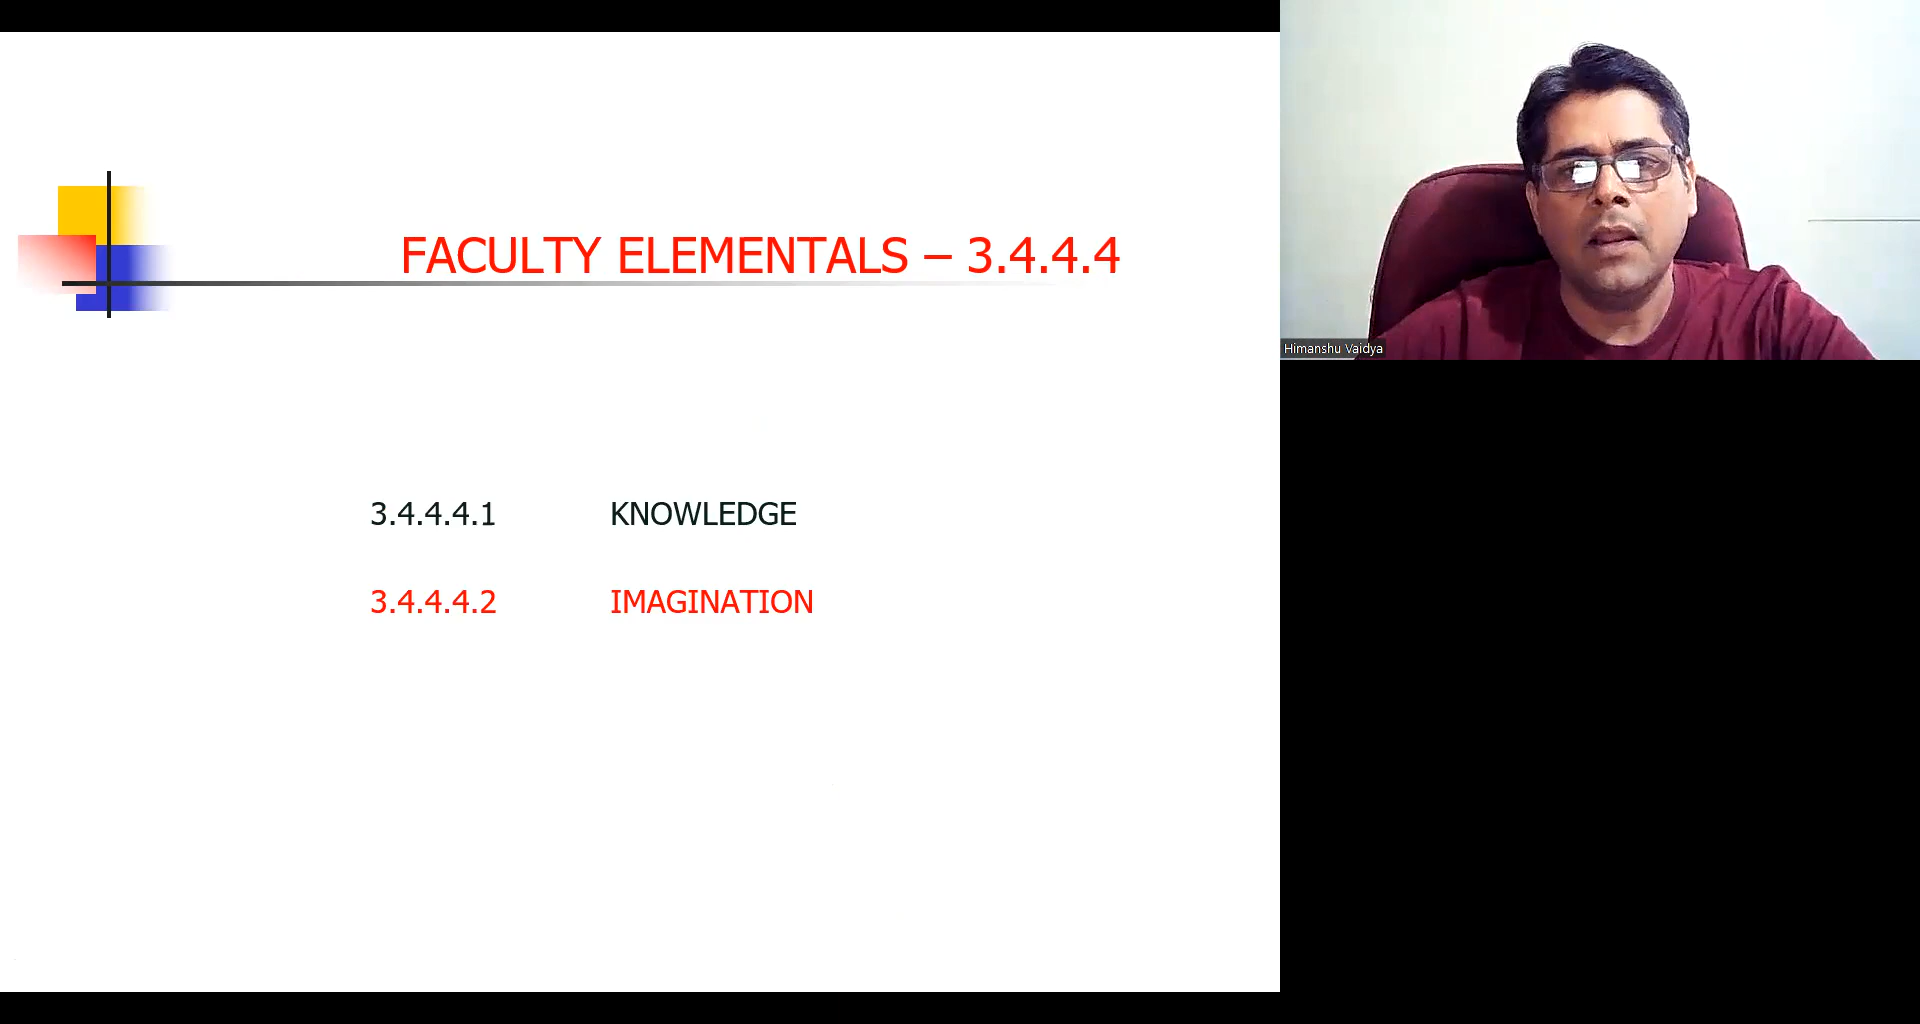 FACULTY ELEMENTALS – 3.4.4.4
3.4.4.4.1 KNOWLEDGE
3.4.4.4.2 IMAGINATION
Himanshu Vaidya